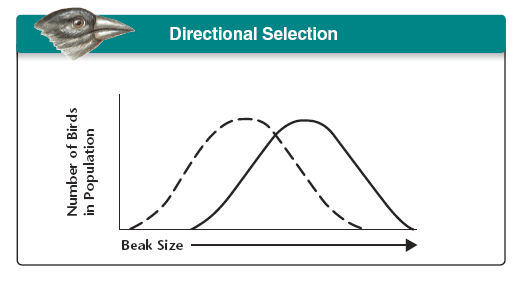 Directional Selection
Number of Birds
in Population
Beak Size